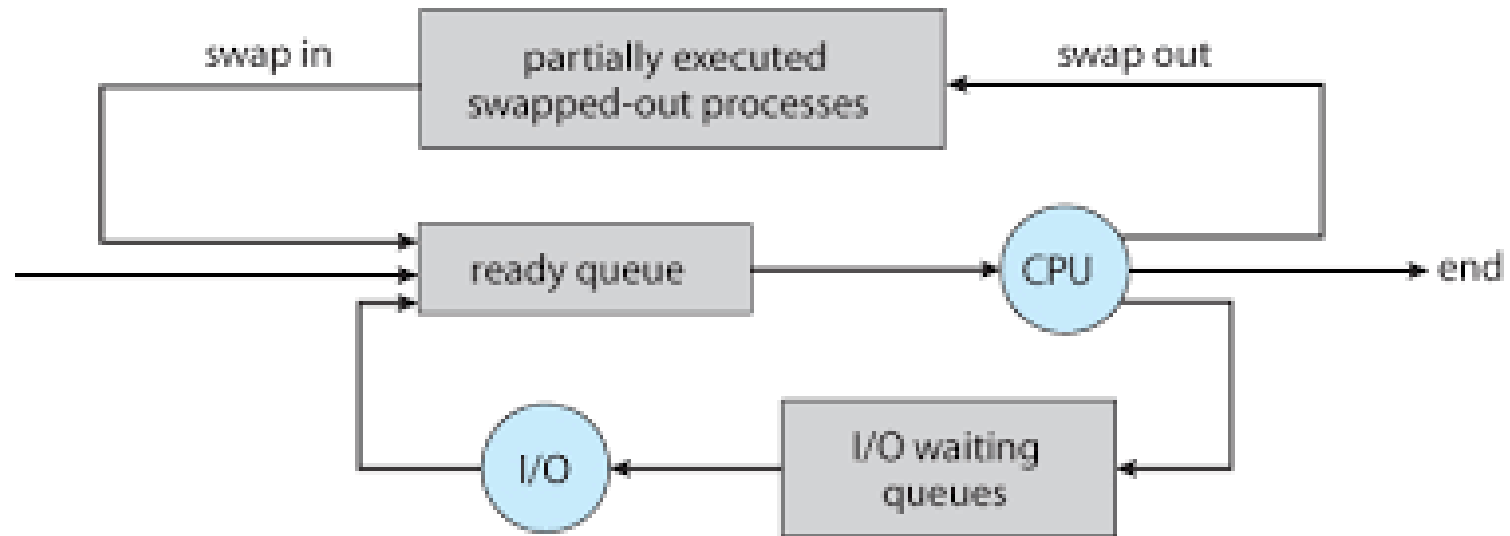 swap in
partially executed
swapped-out processes
swap out
ready queue
CPU
end
I/O
I/O waiting
queues